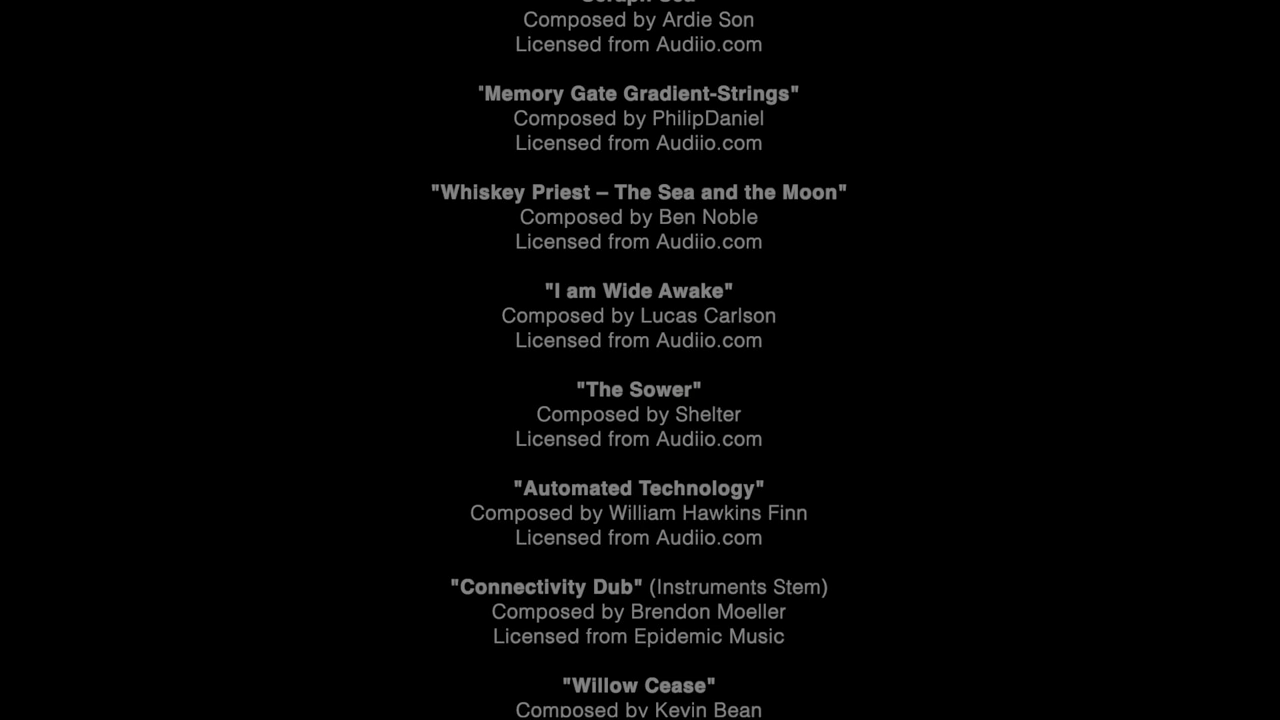 Composed by Ardie Son
Licensed from Audiio.com
"Memory Gate Gradient-Strings"
Composed by PhilipDaniel
Licensed from Audiio.com
"Whiskey Priest – The Sea and the Moon"
Composed by Ben Noble
Licensed from Audiio.com
"I am Wide Awake"
Composed by Lucas Carlson
Licensed from Audiio.com
"The Sower"
Composed by Shelter
Licensed from Audiio.com
"Automated Technology"
Composed by William Hawkins Finn
Licensed from Audiio.com
"Connectivity Dub" (Instruments Stem)
Composed by Brendon Moeller
Licensed from Epidemic Music
"Willow Cease"
Composed by Kevin Bean